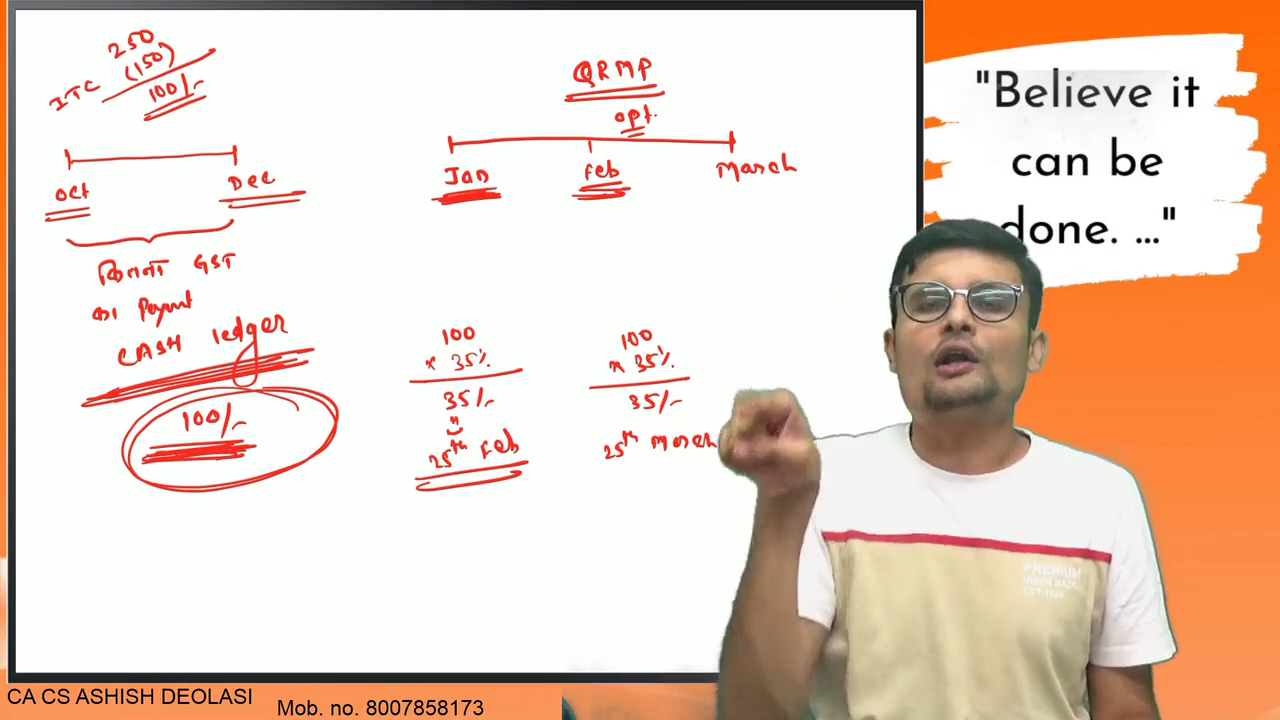 250
ITC (150)
100/-
Oct Dec
कितना GST
का Payment
CASH ledger
100/-
QRMP
opt.
Jan Feb March
100
x 35%
35/-
25th Feb
100
x 35%
35/-
25th March
"Believe it
can be
done. ..."
PREMIUM
CA CS ASHISH DEOLASI
Mob. no. 8007858173